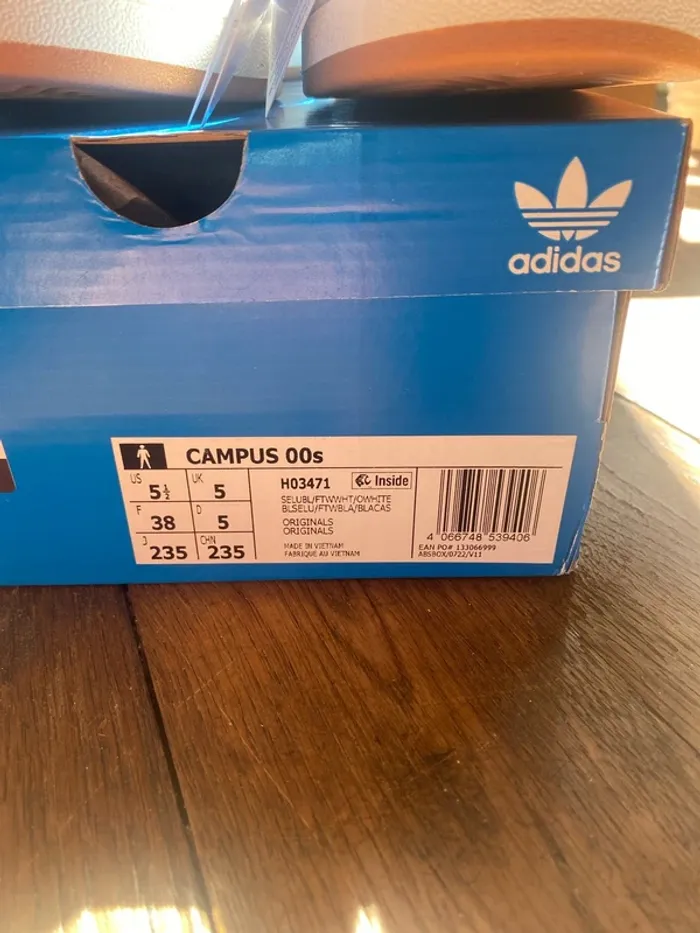 adidas
CAMPUS 00s
US 5½ UK 5
F 38 D 5
J 235 CHN 235
H03471 Inside
SELUBL/FTWWHT/OWHITE
BLSELU/FTWBLA/BLACAS
ORIGINALS
ORIGINALS
MADE IN VIETNAM
FABRIQUE AU VIETNAM
4 066748 539406
EAN PO# 133066999
ABSBOX/0722/V11